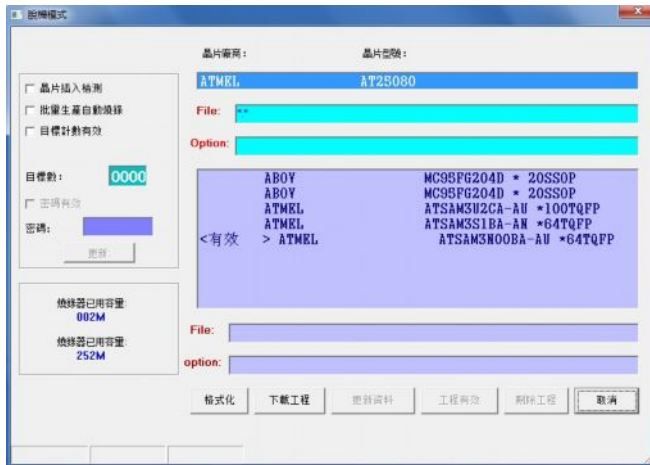 脫機模式
晶片廠商： 晶片型號：
ATMEL AT25080
晶片插入檢測
批量生產自動燒錄
目標計數有效
File: **
Option:
目標數： 0000
密碼有效
密碼：
更新
ABOV MC95FG204D * 20SSOP
ABOV MC95FG204D * 20SSOP
ATMEL ATSAM3U2CA-AU *100TQFP
ATMEL ATSAM3S1BA-AN *64TQFP
<有效 > ATMEL ATSAM3N00BA-AU *64TQFP
燒錄器已用容量
002M
燒錄器已用容量
252M
File:
option:
格式化 下載工程 更新資料 工程有效 刪除工程 取消